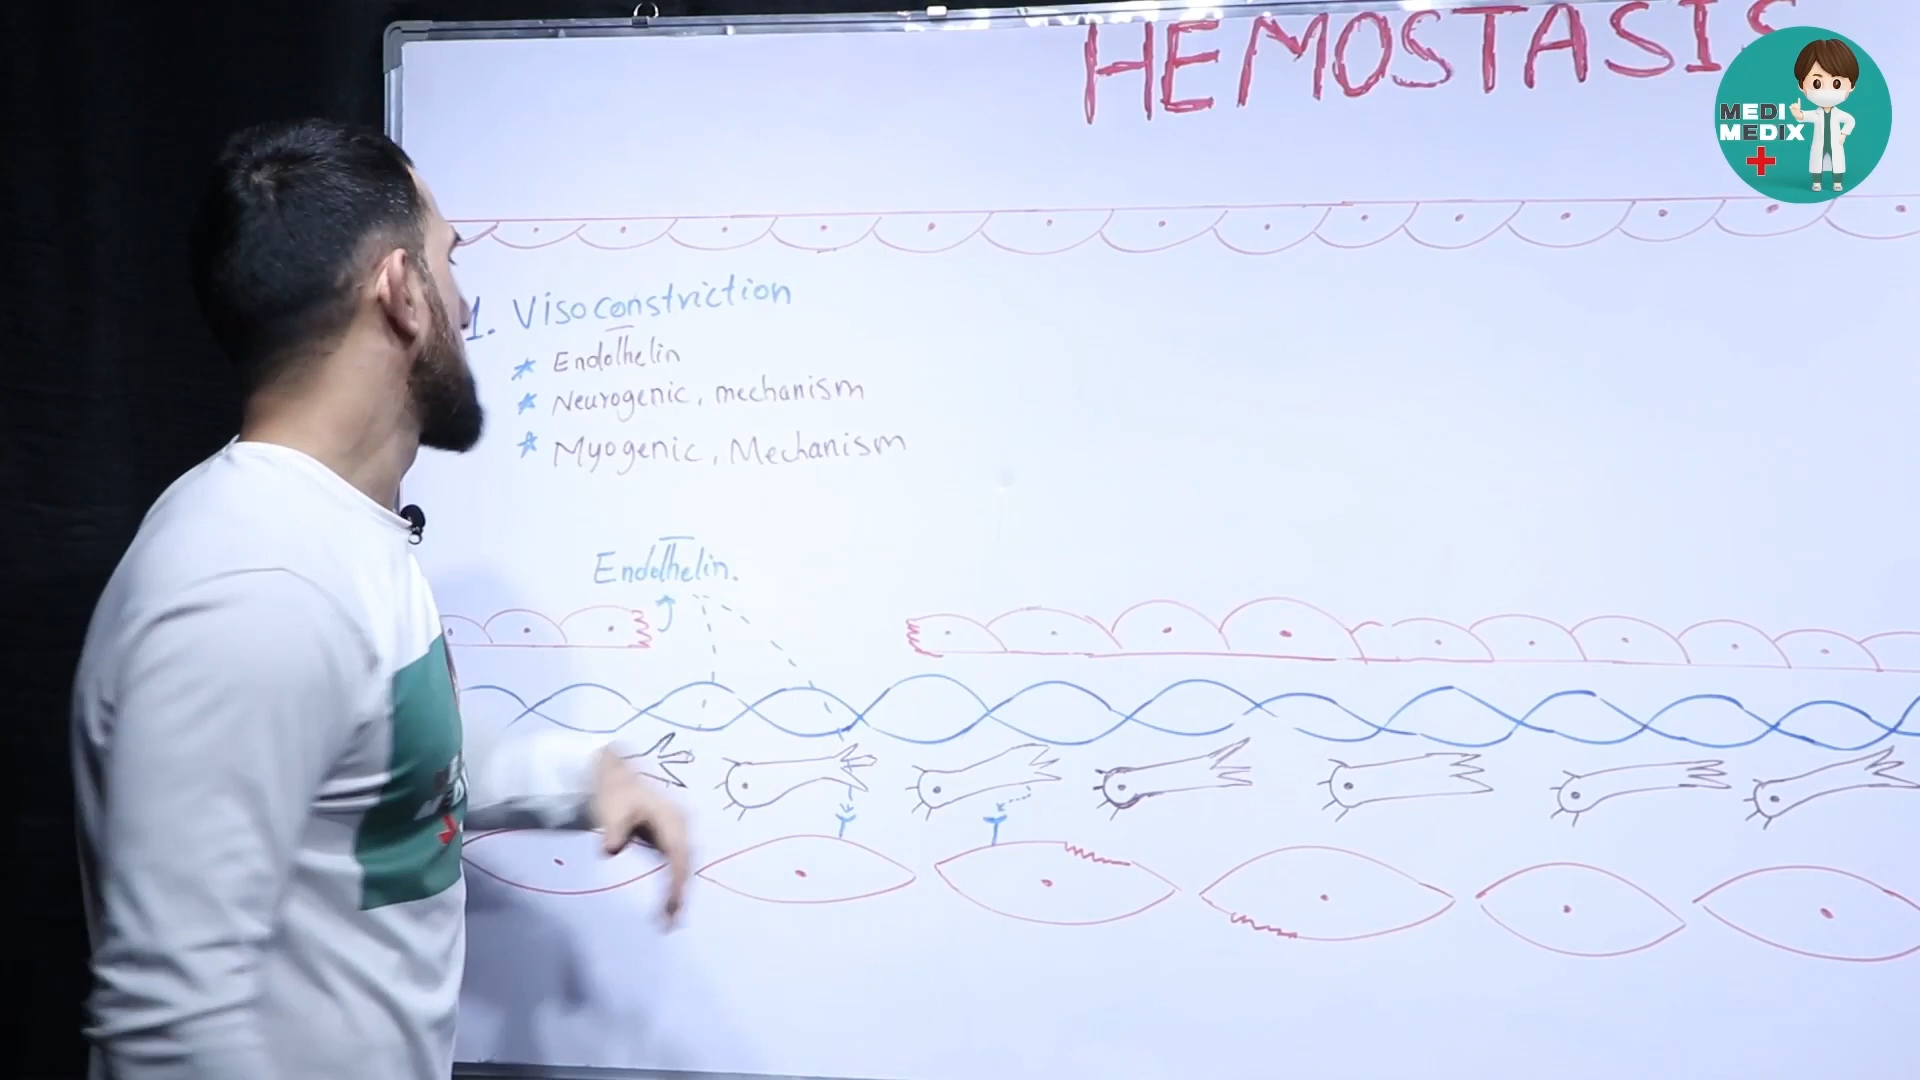 HEMOSTASIS
MEDI
MEDIX
1. Visoconstriction
* Endothelin
* Neurogenic, mechanism
* Myogenic, Mechanism
Endothelin.